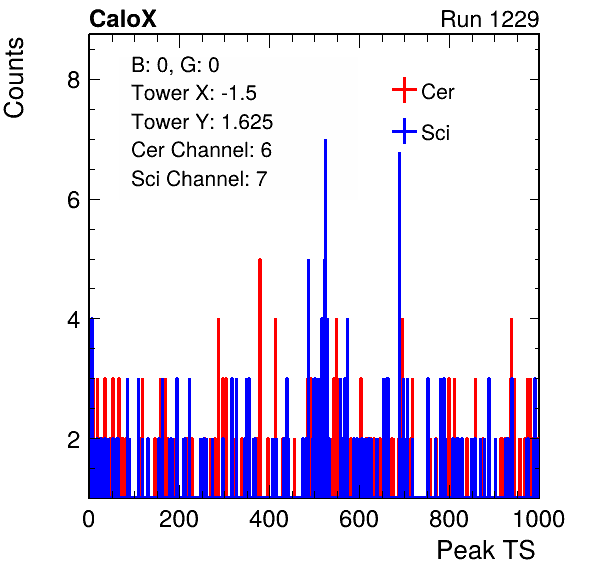 CaloX Run 1229
Counts
B: 0, G: 0
Tower X: -1.5
Tower Y: 1.625
Cer Channel: 6
Sci Channel: 7
Cer
Sci
8
6
4
2
0 200 400 600 800 1000
Peak TS